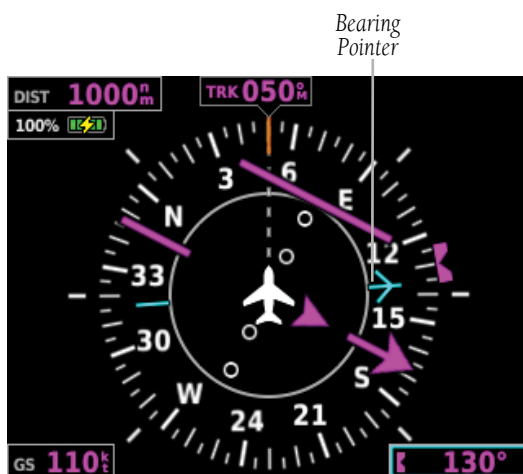 Bearing
Pointer
DIST 1000nm
TRK 050°M
100%
3
6
N
E
12
33
15
30
S
W
24
21
GS 110kt
130°